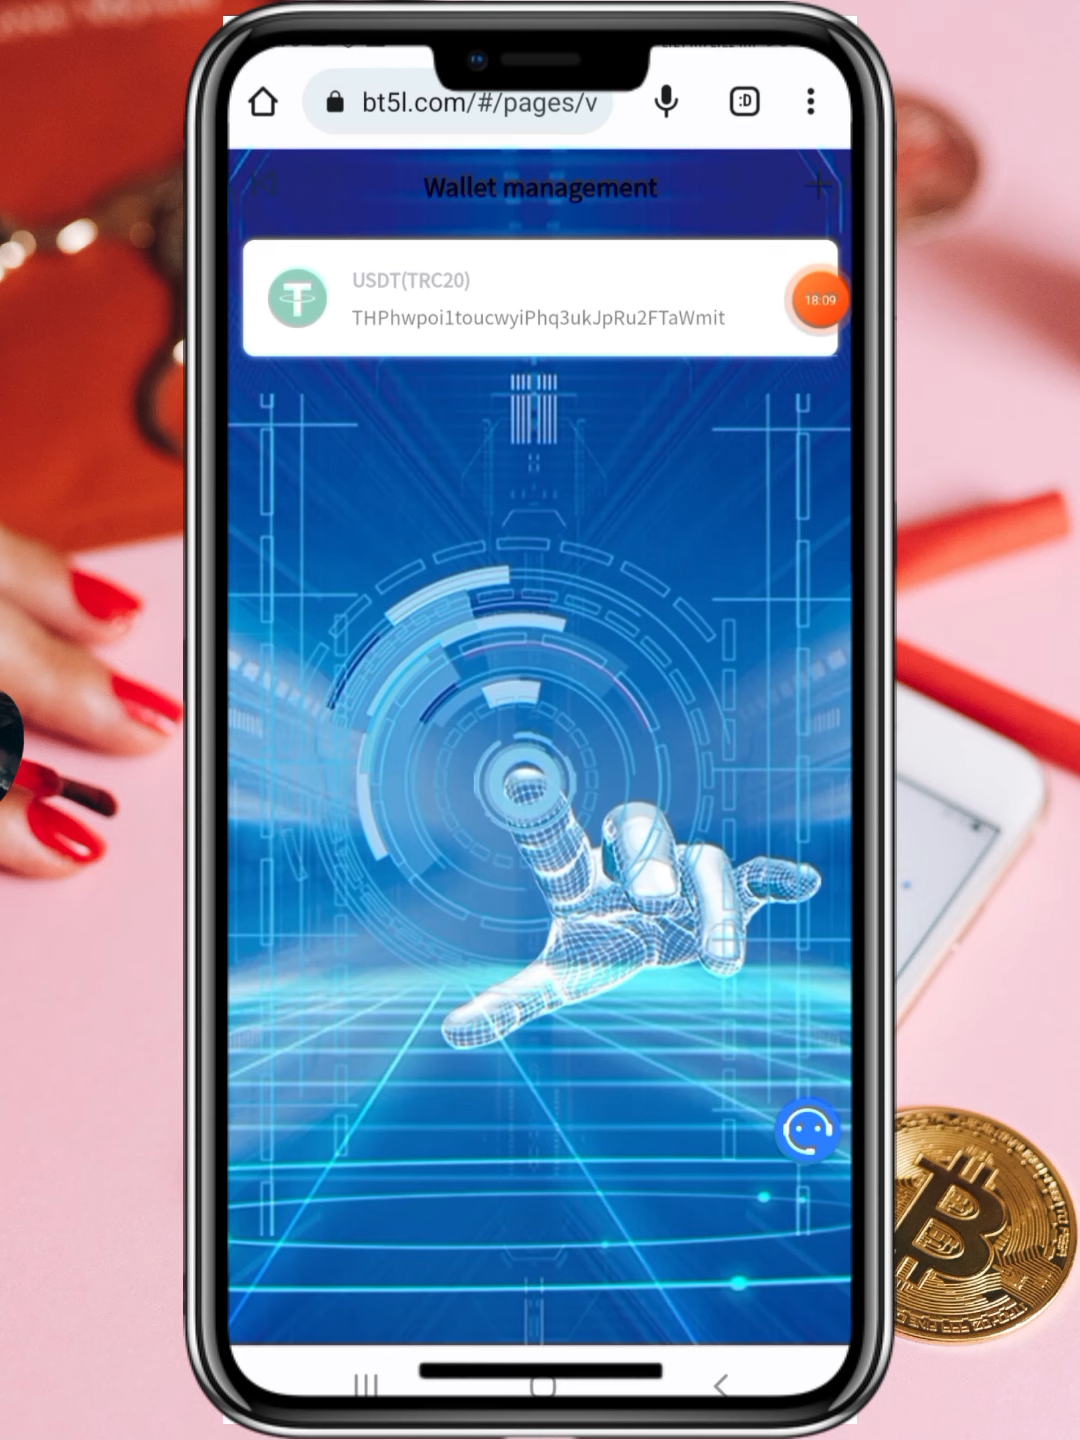 bt5l.com/#/pages/v
:D
Wallet management
USDT(TRC20)
THPhwpoi1toucwyiPhq3ukJpRu2FTaWmit
18:09